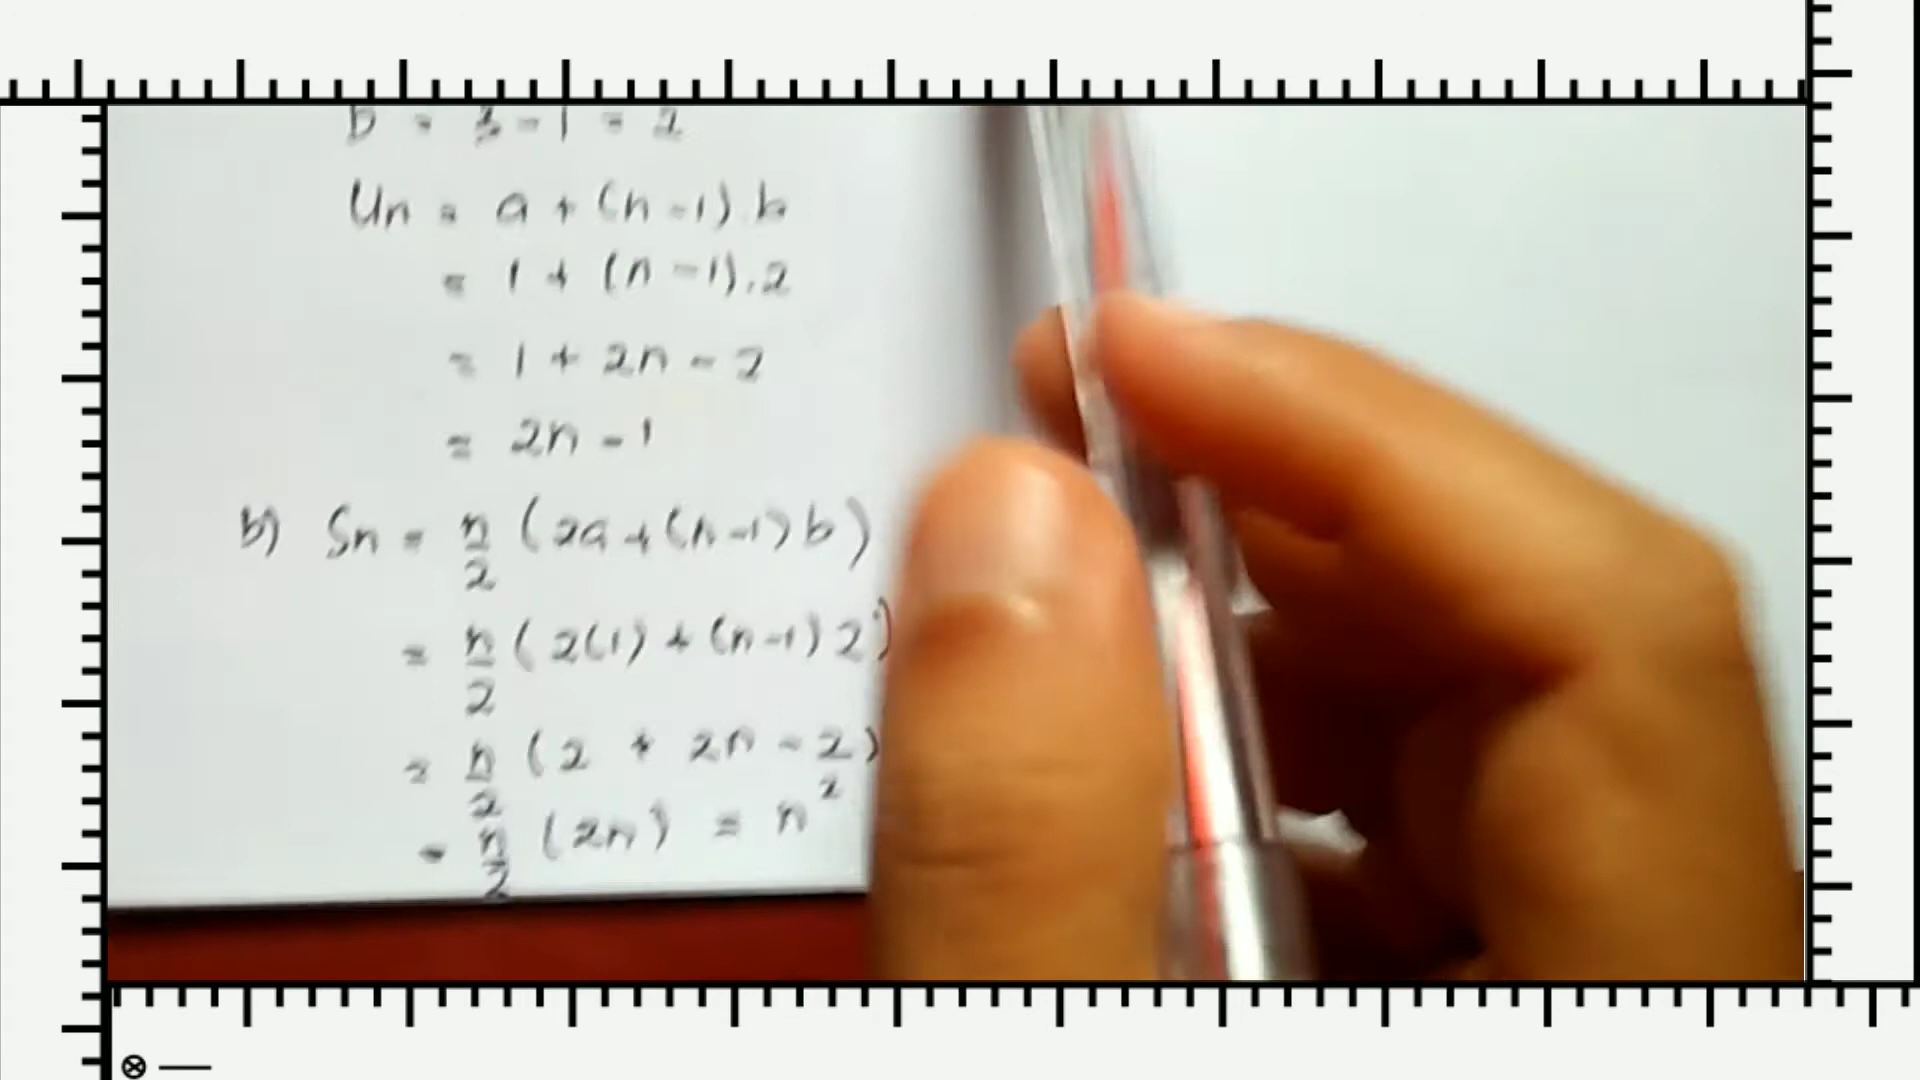 b = 3 - 1 = 2
Un = a + (n-1).b
= 1 + (n-1).2
= 1 + 2n - 2
= 2n - 1
b) Sn = n/2 (2a + (n-1) b)
= n/2 (2(1) + (n-1) 2)
= n/2 (2 + 2n - 2)
= n/2 (2n) = n²